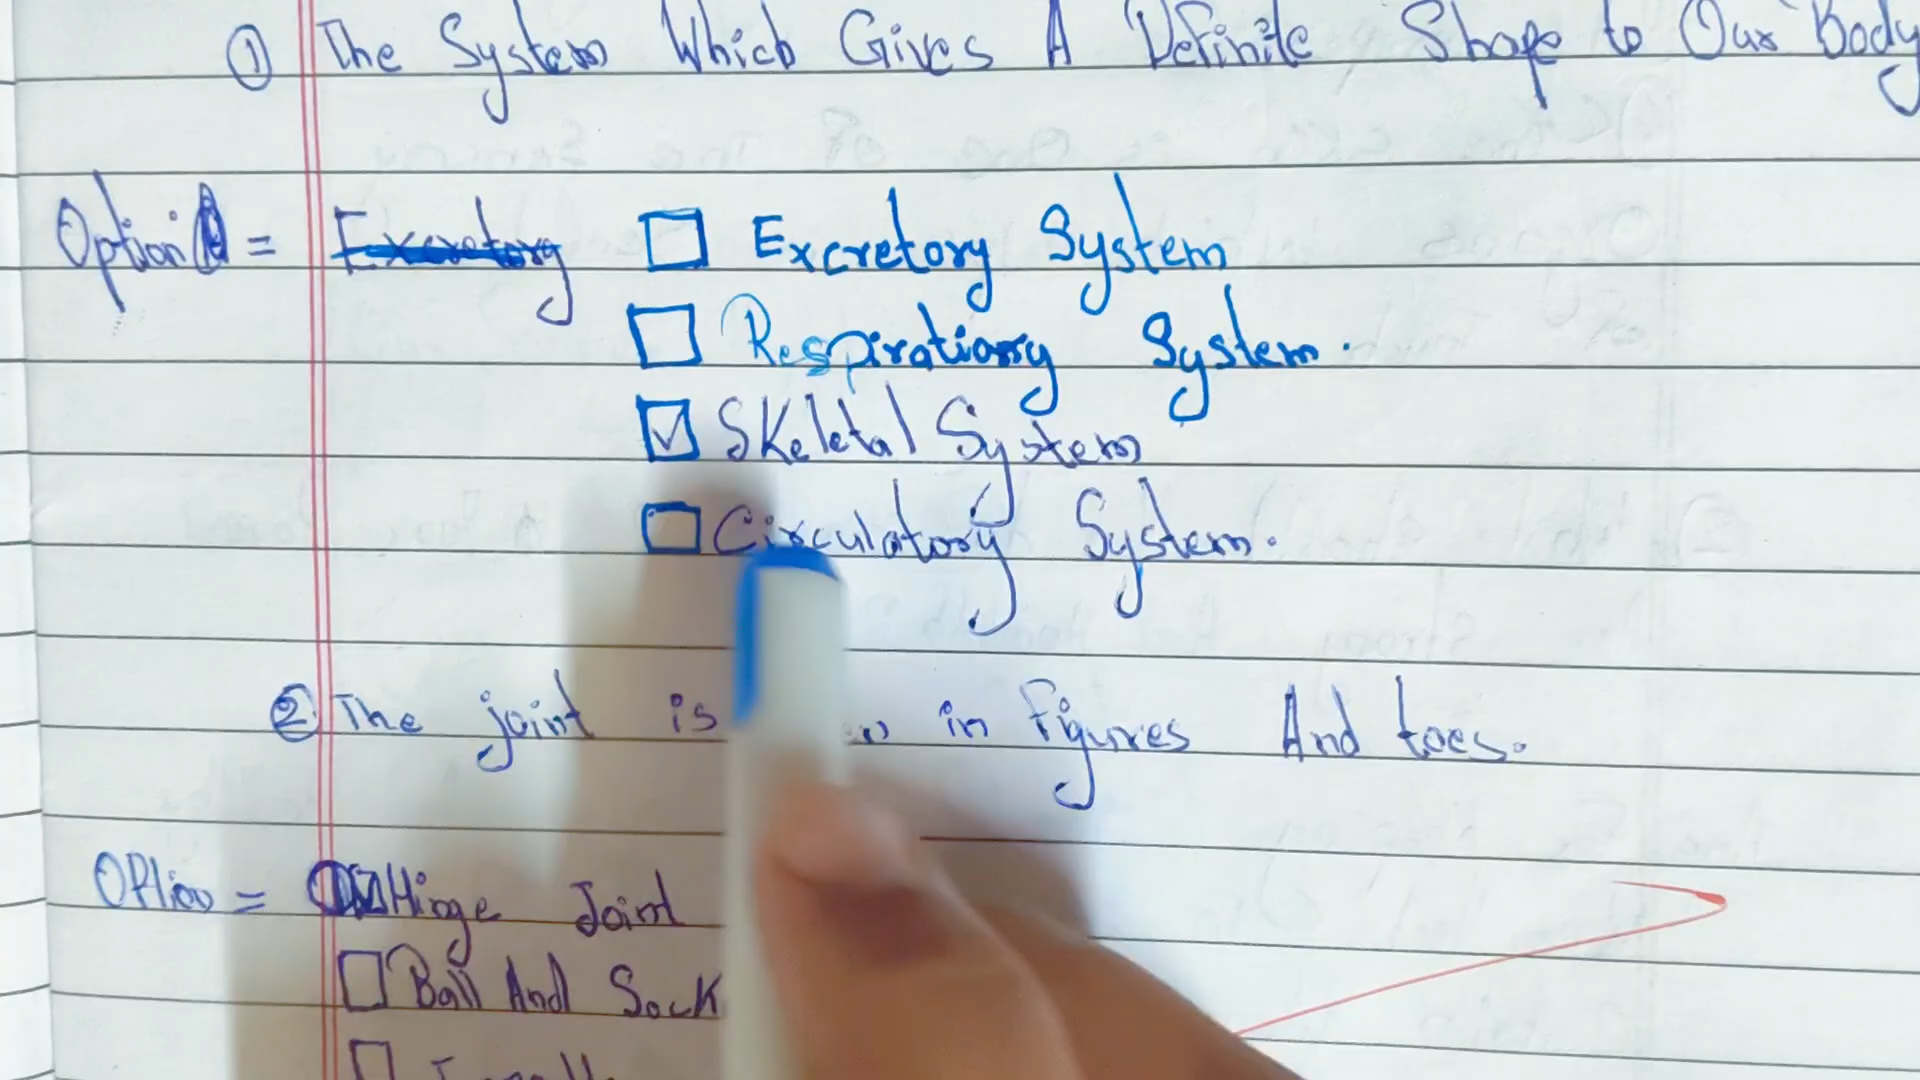 ① The System Which Gives A Definite Shape to Our Body
Option = Excretory ☐ Excretory System
☐ Respirationry System.
☑ Skeletal System
☐ Circulatory System.
② The joint is in Figures And toes.
OPtion = ☑ Hinge Joint
☐ Ball And Sock